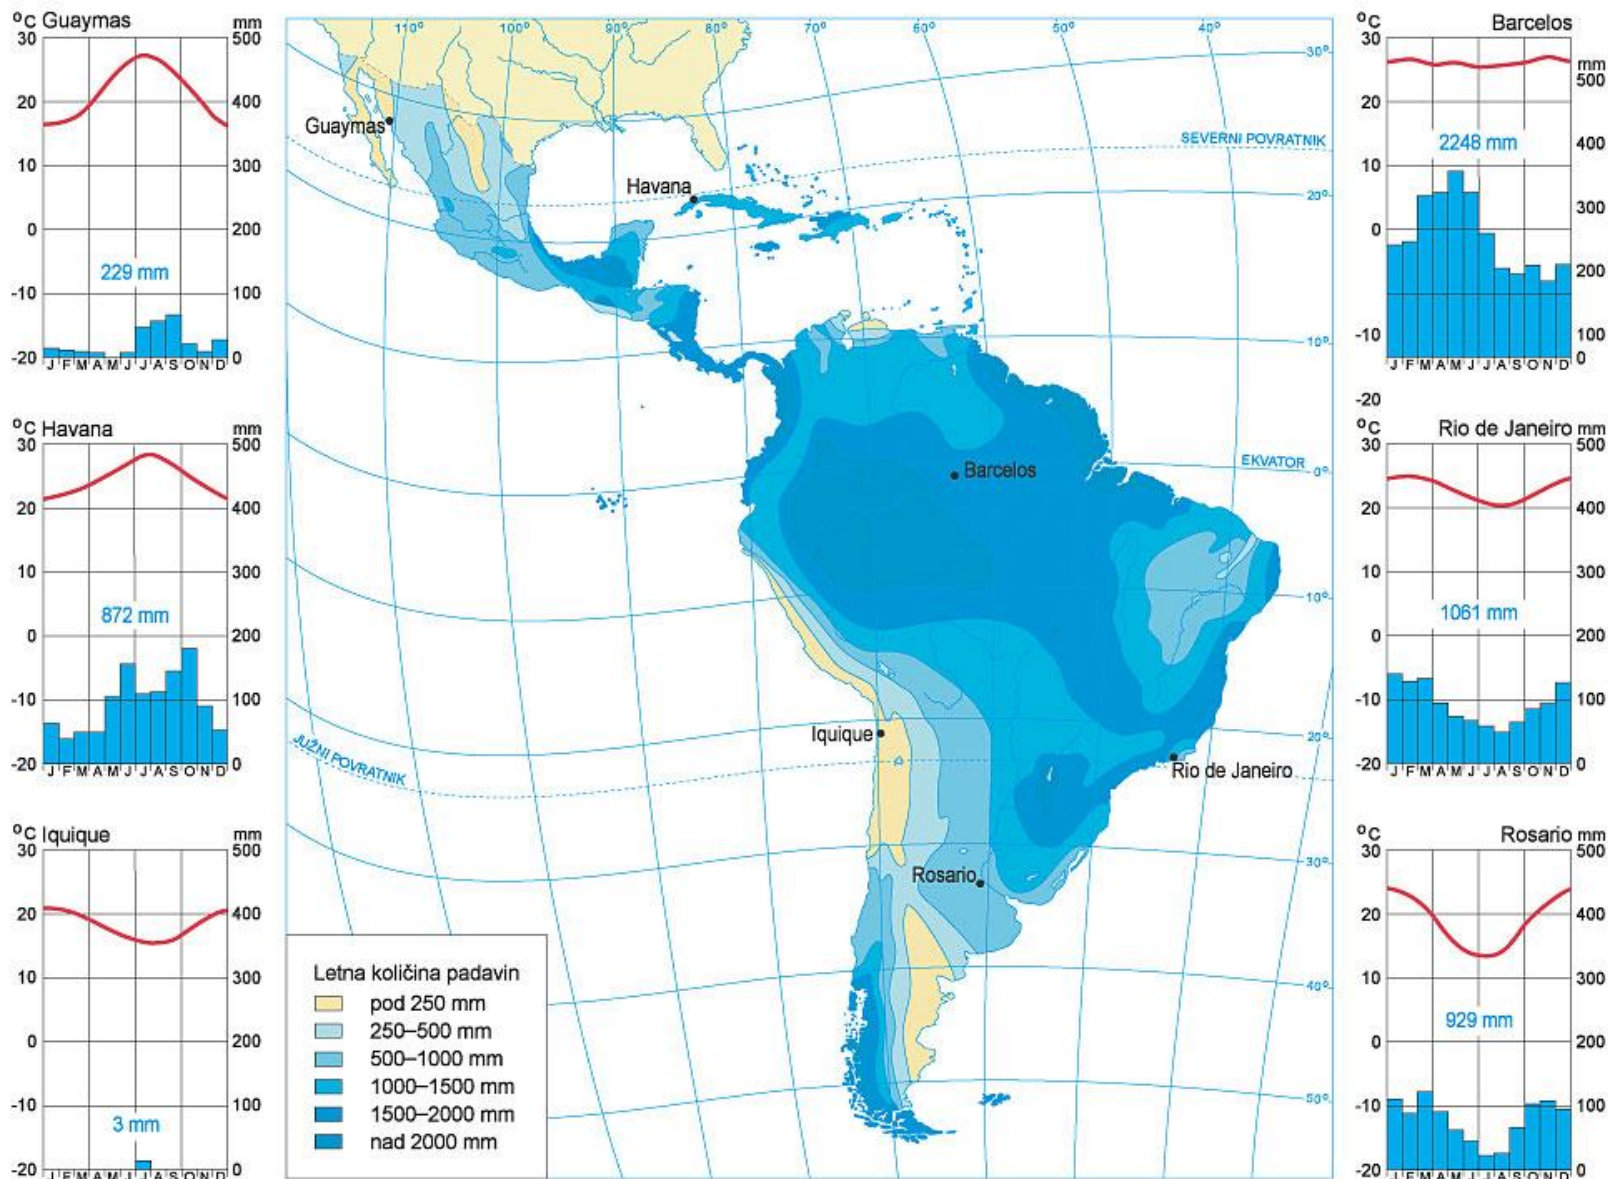 °C Guaymas mm
30 500
20 400
10 300
0 200
229 mm
-10 100
-20 0
J F M A M J J A S O N D
°C Havana mm
30 500
20 400
10 300
872 mm
0 200
-10 100
-20 0
J F M A M J J A S O N D
°C Iquique mm
30 500
20 400
10 300
0 200
-10 100
3 mm
-20 0
J F M A M J J A S O N D
110° 100° 90° 80° 70° 60° 50° 40°
30°
Guaymas
SEVERNI POVRATNIK
Havana
20°
10°
EKVATOR 0°
Barcelos
10°
Iquique
20°
JUŽNI POVRATNIK
Rio de Janeiro
30°
Rosario
40°
50°
Letna količina padavin
pod 250 mm
250–500 mm
500–1000 mm
1000–1500 mm
1500–2000 mm
nad 2000 mm
°C Barcelos
30 mm
500
20
400
2248 mm
10
300
0
200
-10 100
0
J F M A M J J A S O N D
-20
°C Rio de Janeiro mm
30 500
20 400
10 300
1061 mm
0 200
-10 100
-20 0
J F M A M J J A S O N D
°C Rosario mm
30 500
20 400
10 300
929 mm
0 200
-10 100
-20 0
J F M A M J J A S O N D